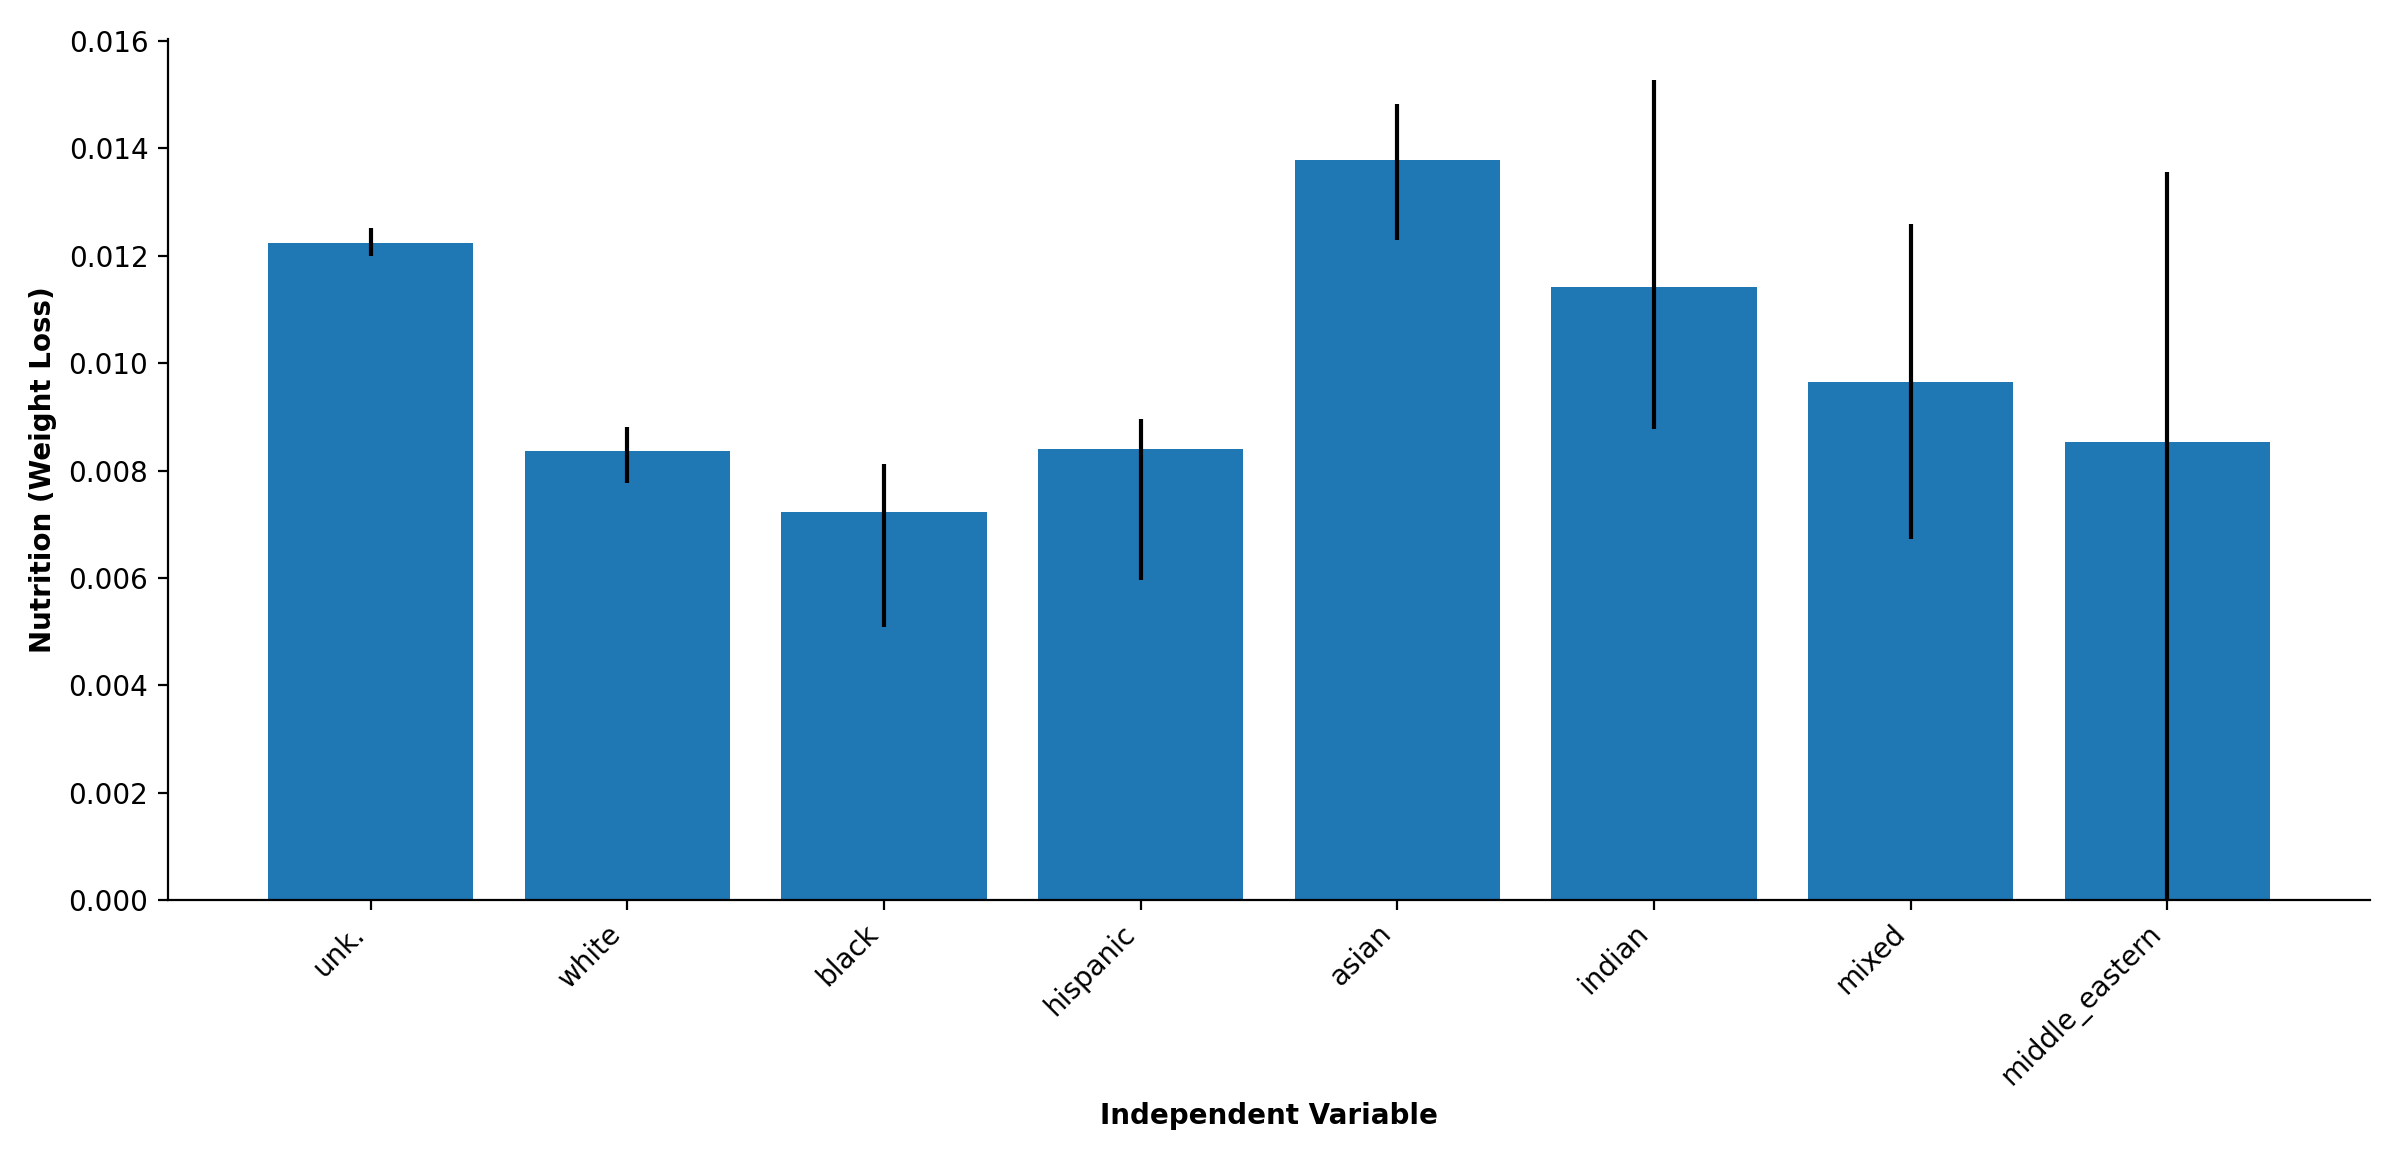 0.016
0.014
0.012
0.010
0.008
0.006
0.004
0.002
0.000
Nutrition (Weight Loss)
unk.
white
black
hispanic
asian
indian
mixed
middle_eastern
Independent Variable